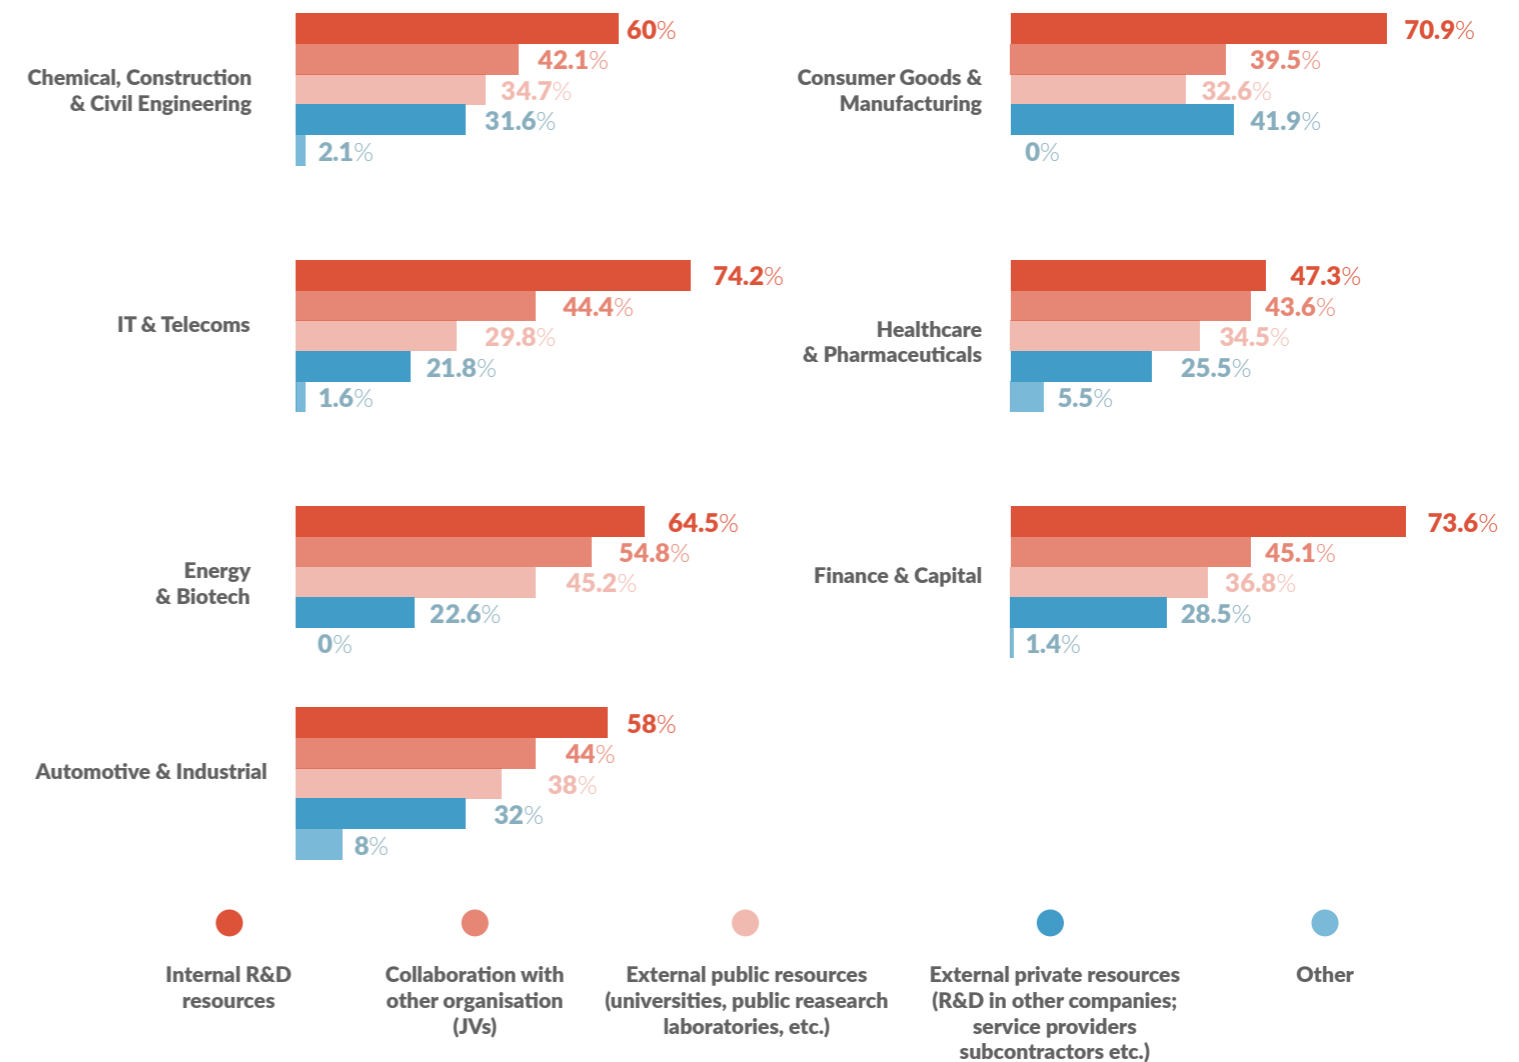 Chemical, Construction
& Civil Engineering
60%
42.1%
34.7%
31.6%
2.1%
Consumer Goods &
Manufacturing
70.9%
39.5%
32.6%
41.9%
0%
IT & Telecoms
74.2%
44.4%
29.8%
21.8%
1.6%
Healthcare
& Pharmaceuticals
47.3%
43.6%
34.5%
25.5%
5.5%
Energy
& Biotech
64.5%
54.8%
45.2%
22.6%
0%
Finance & Capital
73.6%
45.1%
36.8%
28.5%
1.4%
Automotive & Industrial
58%
44%
38%
32%
8%
Internal R&D
resources
Collaboration with
other organisation
(JVs)
External public resources
(universities, public reasearch
laboratories, etc.)
External private resources
(R&D in other companies;
service providers
subcontractors etc.)
Other